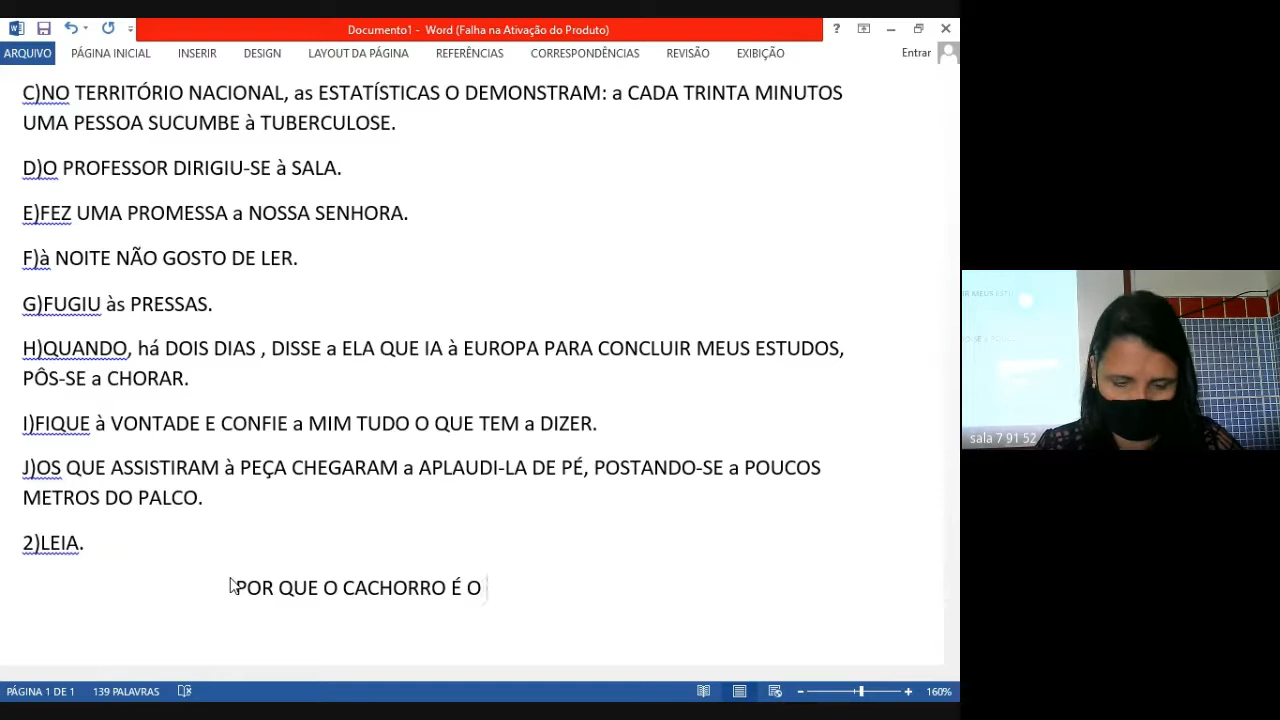 Documento1 - Word (Falha na Ativação do Produto)
ARQUIVO PÁGINA INICIAL INSERIR DESIGN LAYOUT DA PÁGINA REFERÊNCIAS CORRESPONDÊNCIAS REVISÃO EXIBIÇÃO Entrar
C)NO TERRITÓRIO NACIONAL, as ESTATÍSTICAS O DEMONSTRAM: a CADA TRINTA MINUTOS
UMA PESSOA SUCUMBE à TUBERCULOSE.
D)O PROFESSOR DIRIGIU-SE à SALA.
E)FEZ UMA PROMESSA a NOSSA SENHORA.
F)à NOITE NÃO GOSTO DE LER.
G)FUGIU às PRESSAS.
H)QUANDO, há DOIS DIAS , DISSE a ELA QUE IA à EUROPA PARA CONCLUIR MEUS ESTUDOS,
PÔS-SE a CHORAR.
I)FIQUE à VONTADE E CONFIE a MIM TUDO O QUE TEM a DIZER.
J)OS QUE ASSISTIRAM à PEÇA CHEGARAM a APLAUDI-LA DE PÉ, POSTANDO-SE a POUCOS
METROS DO PALCO.
2)LEIA.
POR QUE O CACHORRO É O
PÁGINA 1 DE 1 139 PALAVRAS 160%
sala 7 91 52